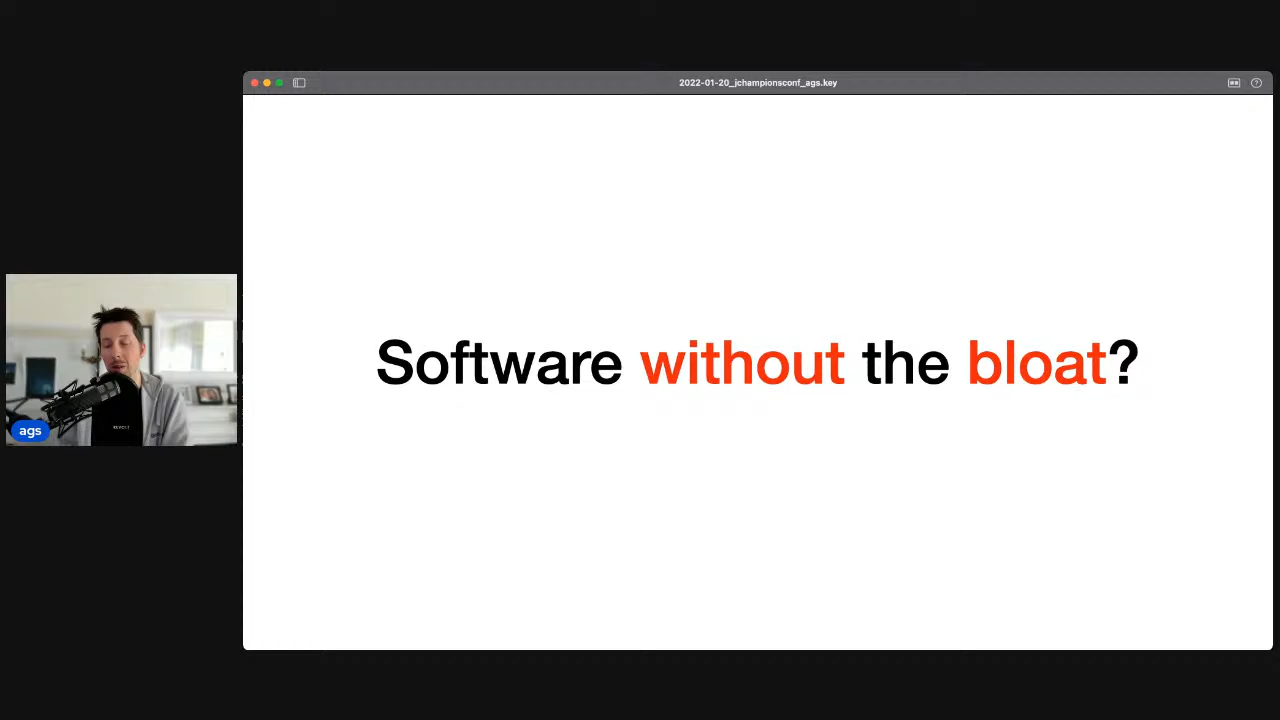 2022-01-20_jchampionsconf_ags.key
Software without the bloat?
ags